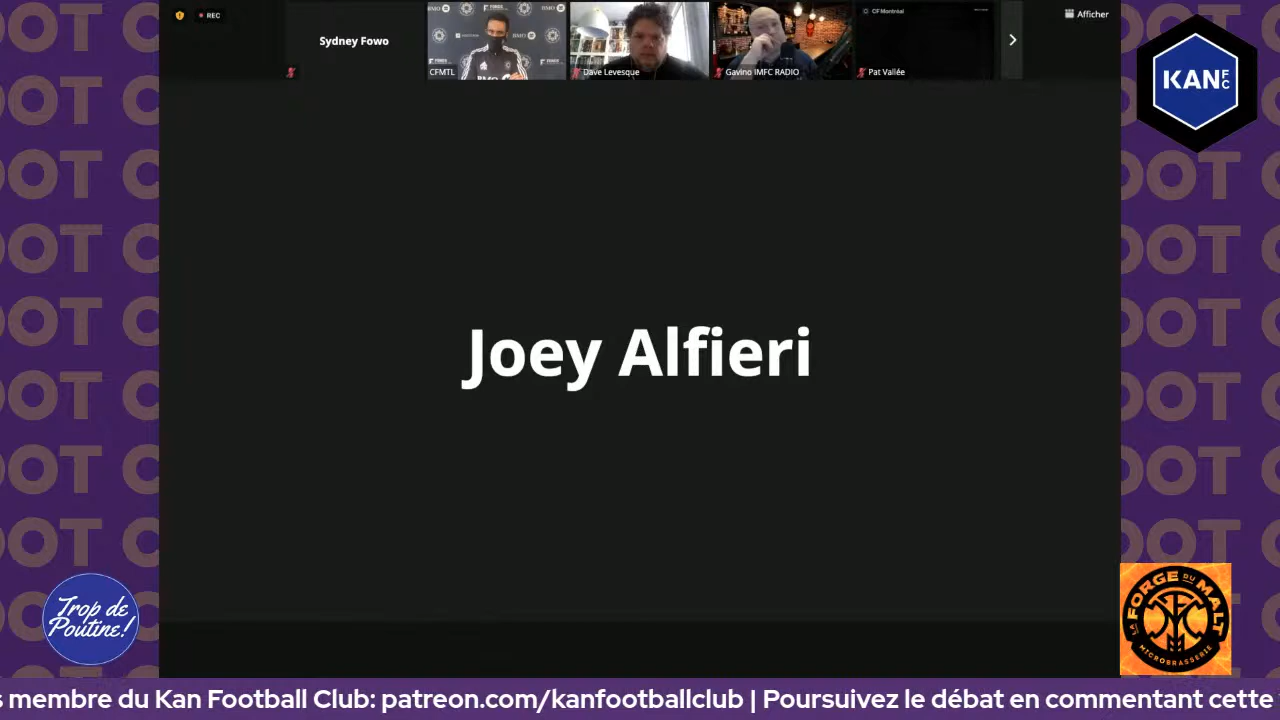 REC
Sydney Fowo
CFMTL
Dave Levesque
Gavino IMFC RADIO
CF Montréal
Pat Vallée
Afficher
KAN FC
Joey Alfieri
Trop de
Poutine!
LA FORGE DU MALT
MICROBRASSERIE
s membre du Kan Football Club: patreon.com/kanfootballclub | Poursuivez le débat en commentant cette